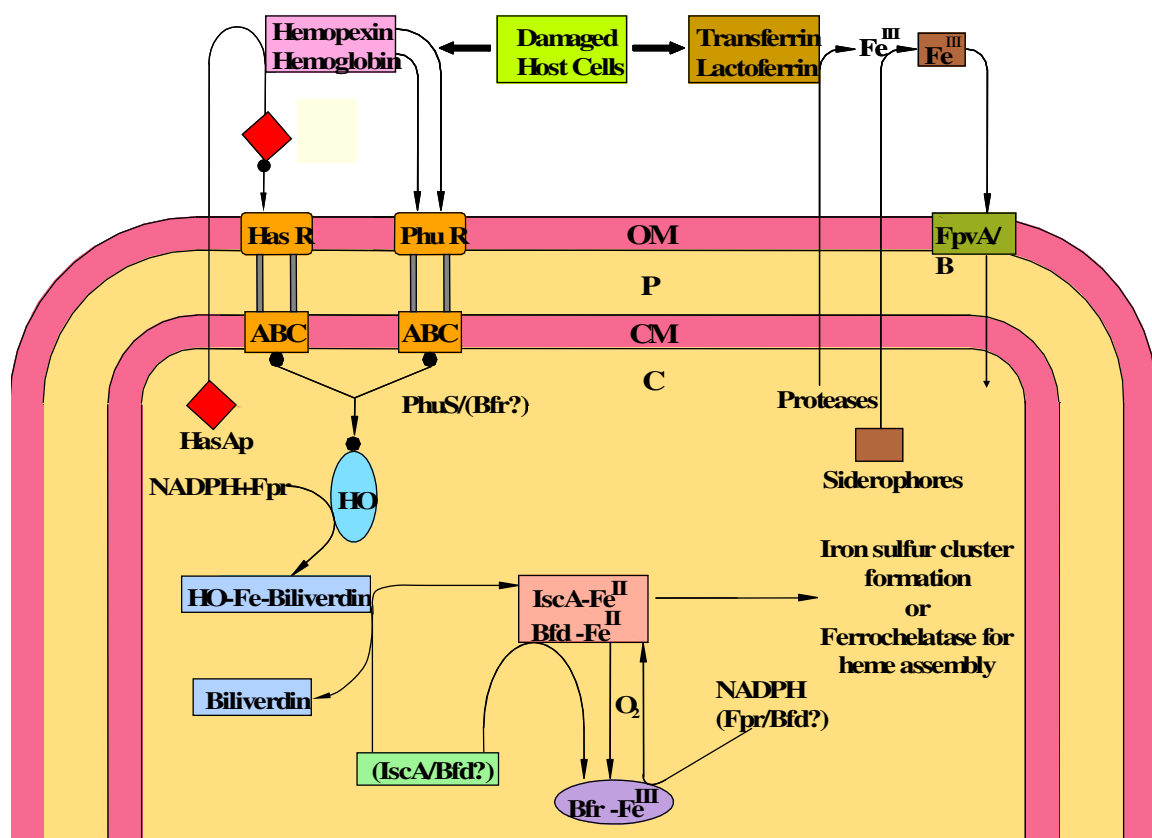 Hemopexin
Hemoglobin
Damaged
Host Cells
Transferrin
Lactoferrin
Fe III
Fe III
Has R
Phu R
OM
FpvA/
B
P
ABC
ABC
CM
C
PhuS/(Bfr?)
Proteases
HasAp
Siderophores
NADPH+Fpr
HO
Iron sulfur cluster
formation
or
Ferrochelatase for
heme assembly
HO-Fe-Biliverdin
IscA-Fe II
Bfd -Fe II
Biliverdin
O2
NADPH
(Fpr/Bfd?)
(IscA/Bfd?)
Bfr -Fe III